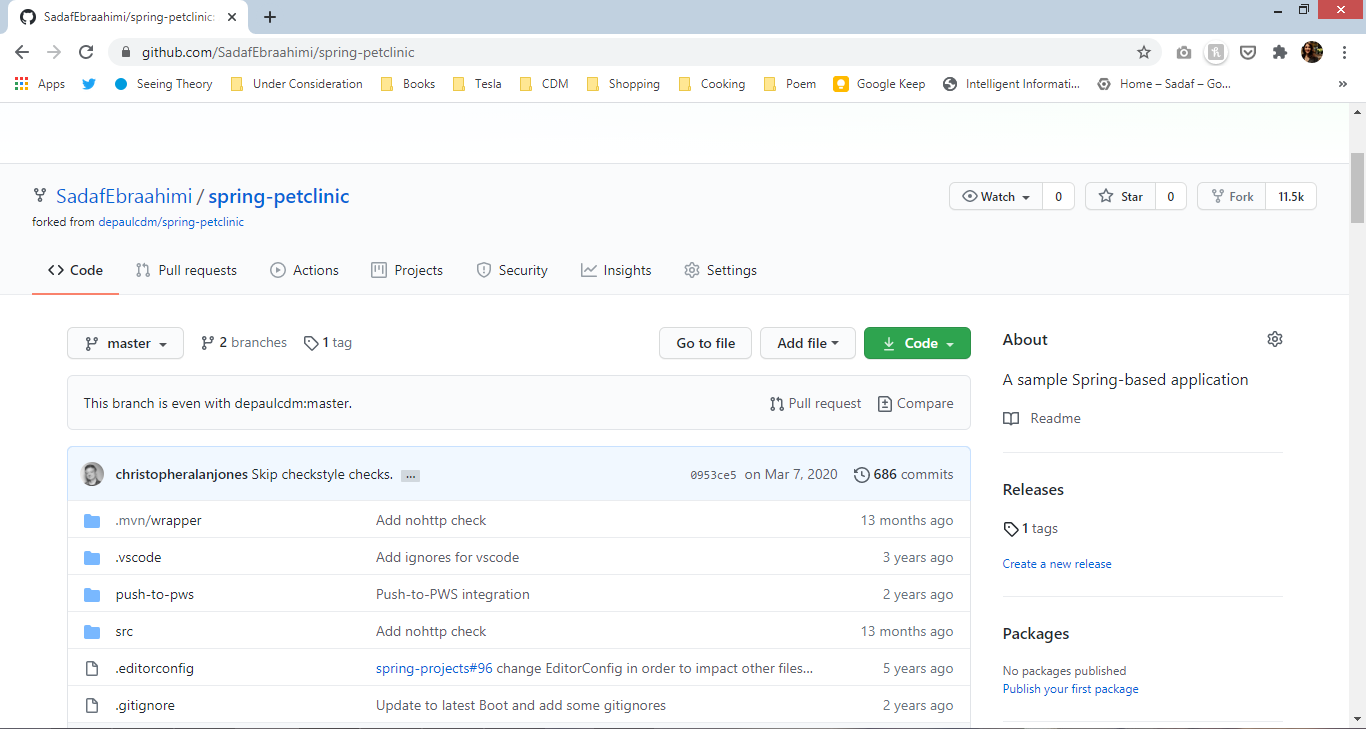 SadafEbraahimi/spring-petclinic:
github.com/SadafEbraahimi/spring-petclinic
Apps Seeing Theory Under Consideration Books Tesla CDM Shopping Cooking Poem Google Keep Intelligent Informati... Home – Sadaf – Go... »
SadafEbraahimi / spring-petclinic Watch 0 Star 0 Fork 11.5k
forked from depaulcdm/spring-petclinic
Code Pull requests Actions Projects Security Insights Settings
master 2 branches 1 tag Go to file Add file Code About
A sample Spring-based application
This branch is even with depaulcdm:master. Pull request Compare
Readme
christopheralanjones Skip checkstyle checks. ... 0953ce5 on Mar 7, 2020 686 commits
Releases
.mvn/wrapper Add nohttp check 13 months ago
1 tags
.vscode Add ignores for vscode 3 years ago
Create a new release
push-to-pws Push-to-PWS integration 2 years ago
src Add nohttp check 13 months ago
Packages
.editorconfig spring-projects#96 change EditorConfig in order to impact other files... 5 years ago
No packages published
Publish your first package
.gitignore Update to latest Boot and add some gitignores 2 years ago